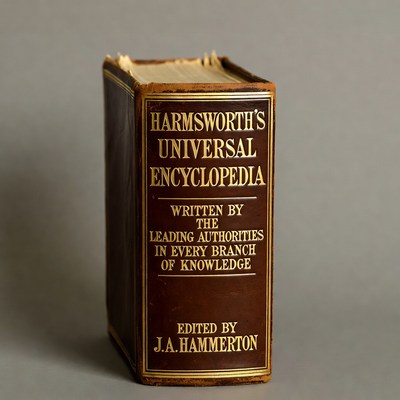 HARMSWORTH'S
UNIVERSAL
ENCYCLOPEDIA
WRITTEN BY
THE
LEADING AUTHORITIES
IN EVERY BRANCH
OF KNOWLEDGE
EDITED BY
J.A.HAMMERTON